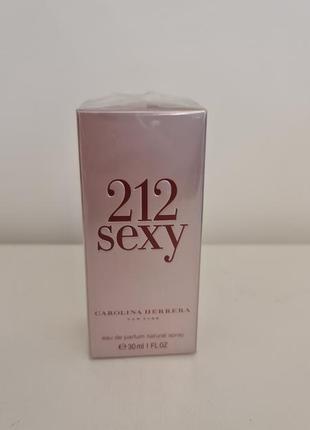 212
sexy
CAROLINA HERRERA
NEW YORK
eau de parfum natural spray
℮ 30 ml 1 FL OZ